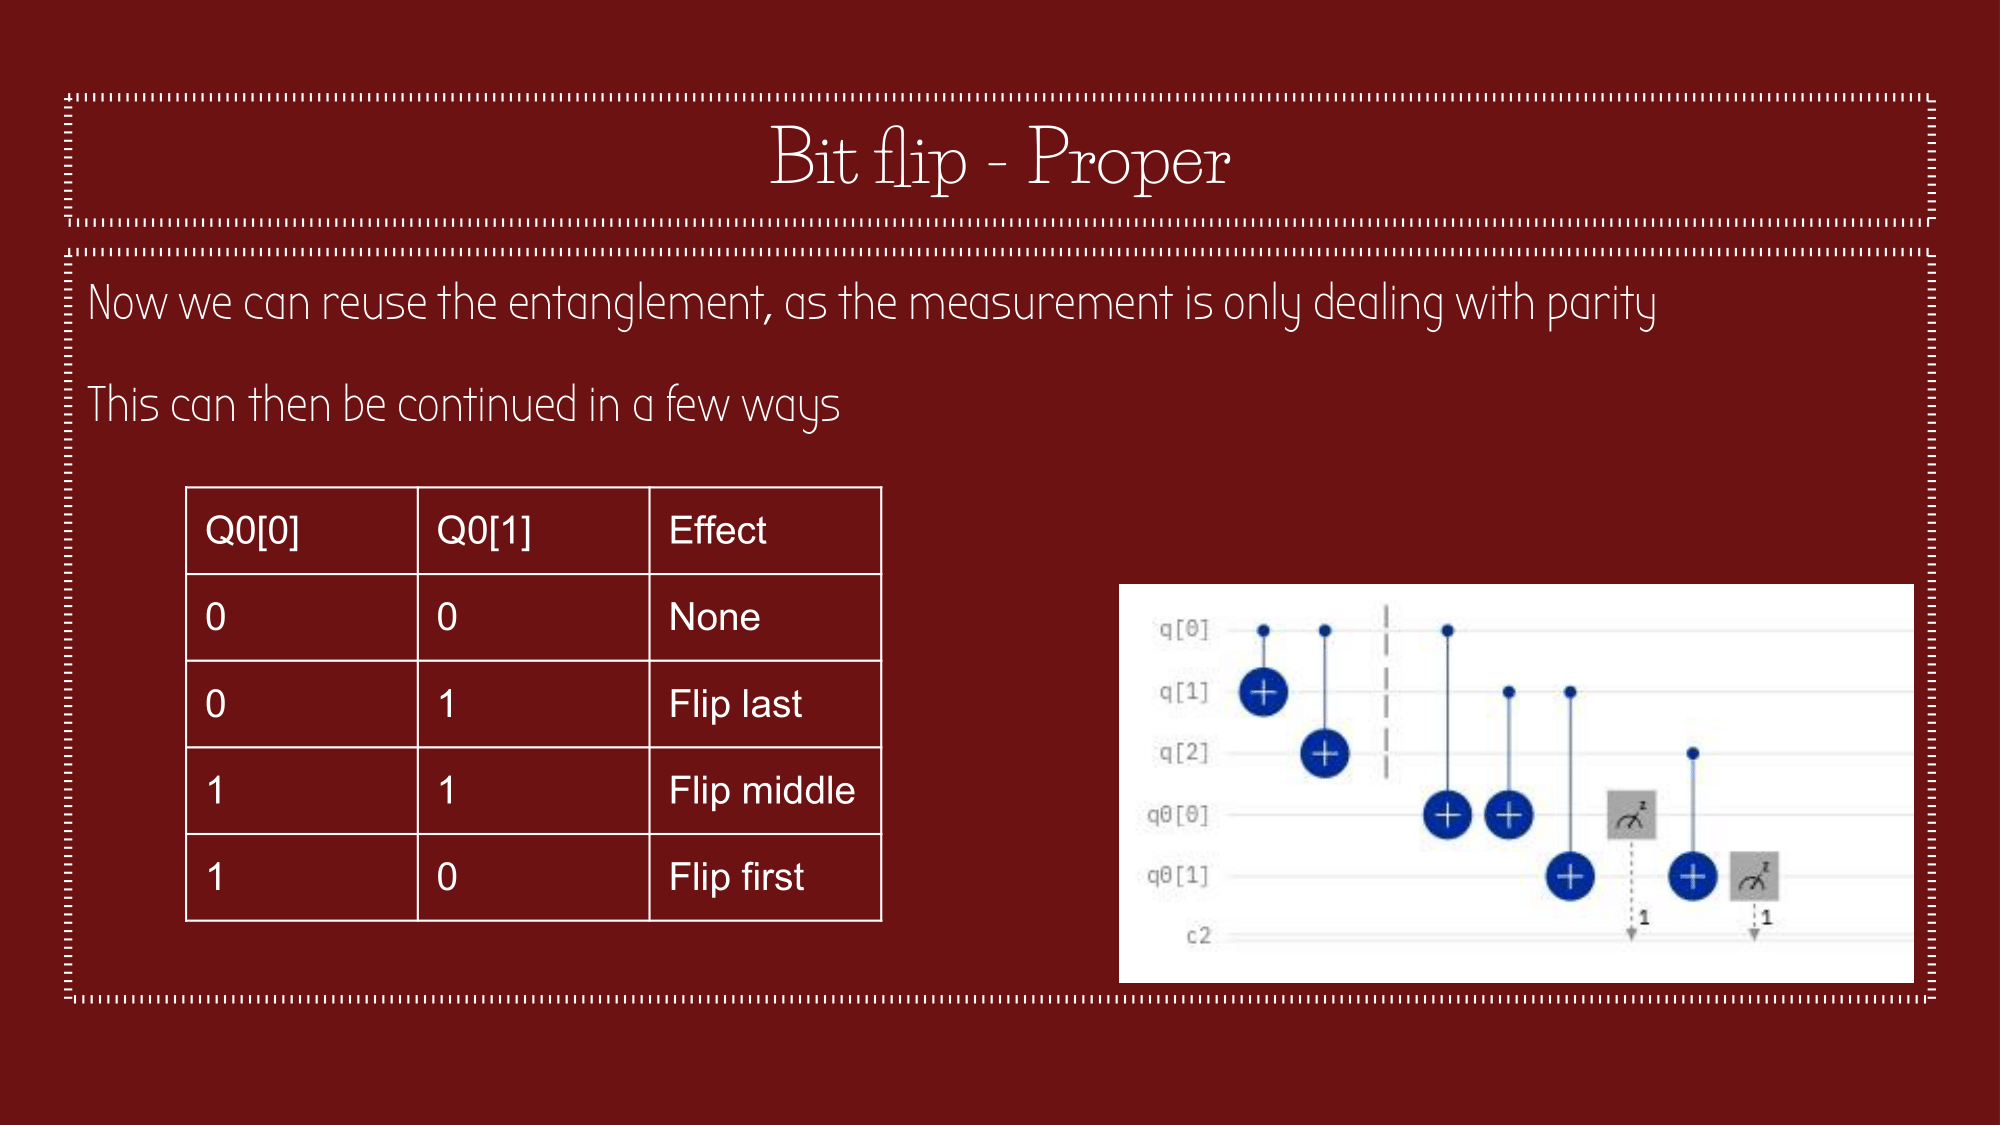 Bit flip - Proper
Now we can reuse the entanglement, as the measurement is only dealing with parity
This can then be continued in a few ways
Q0[0] Q0[1] Effect
0 0 None
0 1 Flip last
1 1 Flip middle
1 0 Flip first
q[0]
q[1]
q[2]
q0[0] z
q0[1] z
1 1
c2